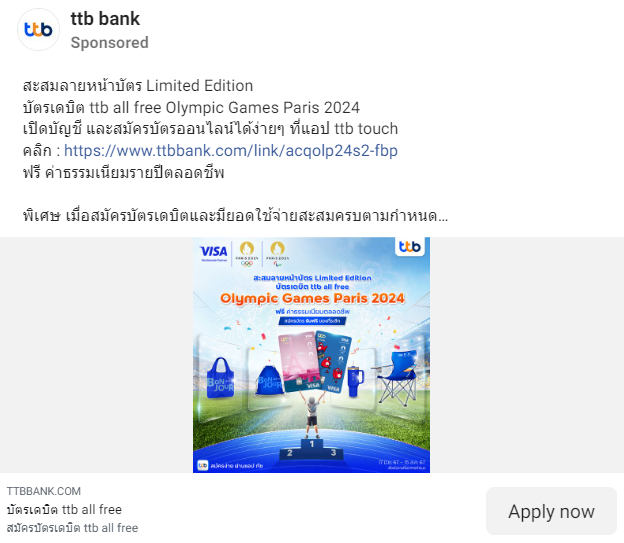 ttb bank
Sponsored
สะสมลายหน้าบัตร Limited Edition
บัตรเดบิต ttb all free Olympic Games Paris 2024
เปิดบัญชี และสมัครบัตรออนไลน์ได้ง่ายๆ ที่แอป ttb touch
คลิก : https://www.ttbbank.com/link/acqolp24s2-fbp
ฟรี ค่าธรรมเนียมรายปีตลอดชีพ
พิเศษ เมื่อสมัครบัตรเดบิตและมียอดใช้จ่ายสะสมครบตามกำหนด...
ttb
VISA
PARIS 2024
PARIS 2024
ttb
สะสมลายหน้าบัตร Limited Edition
บัตรเดบิต ttb all free
Olympic Games Paris 2024
ฟรี ค่าธรรมเนียมตลอดชีพ
BONJOUR
BONJOUR
VISA
VISA
1
2
3
ttb
TTBBANK.COM
บัตรเดบิต ttb all free
สมัครบัตรเดบิต ttb all free
Apply now